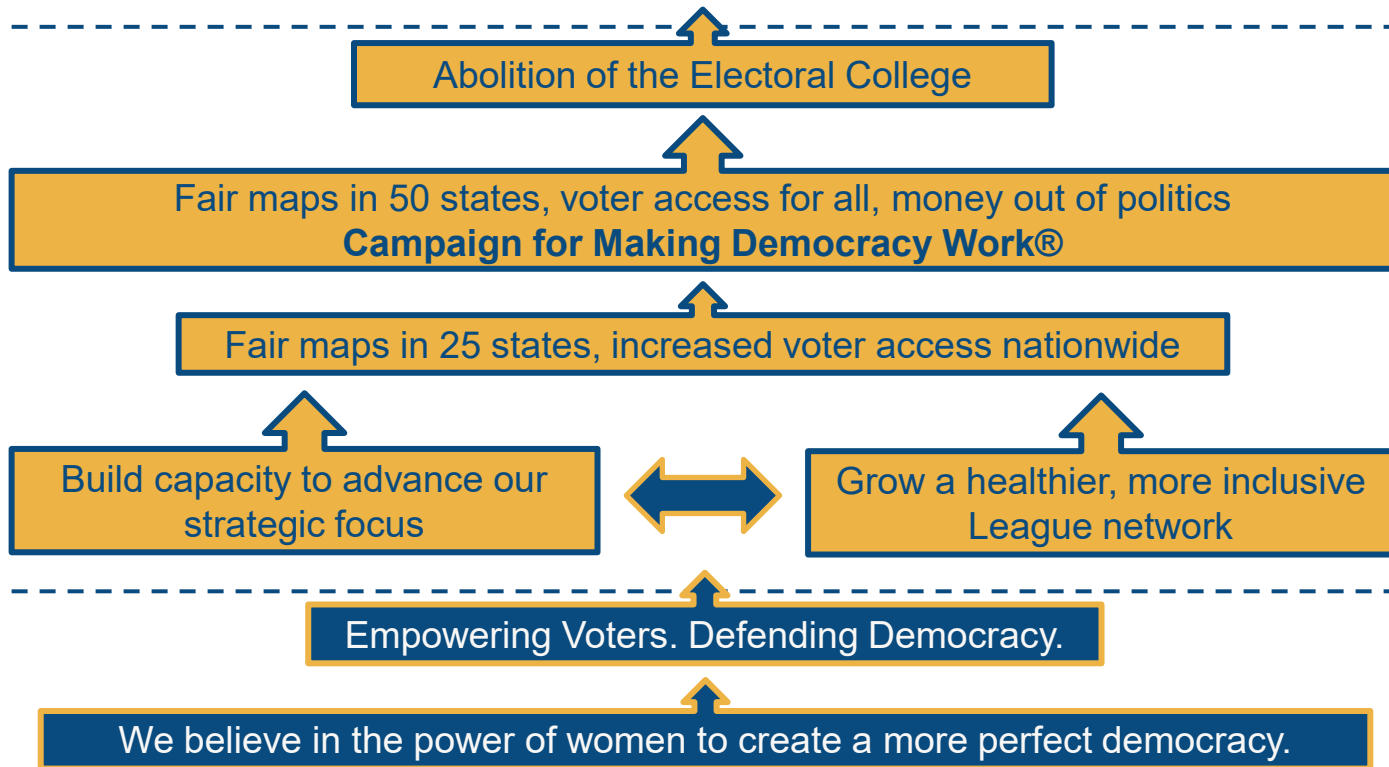 Abolition of the Electoral College
Fair maps in 50 states, voter access for all, money out of politics
Campaign for Making Democracy Work®
Fair maps in 25 states, increased voter access nationwide
Build capacity to advance our
strategic focus
Grow a healthier, more inclusive
League network
Empowering Voters. Defending Democracy.
We believe in the power of women to create a more perfect democracy.